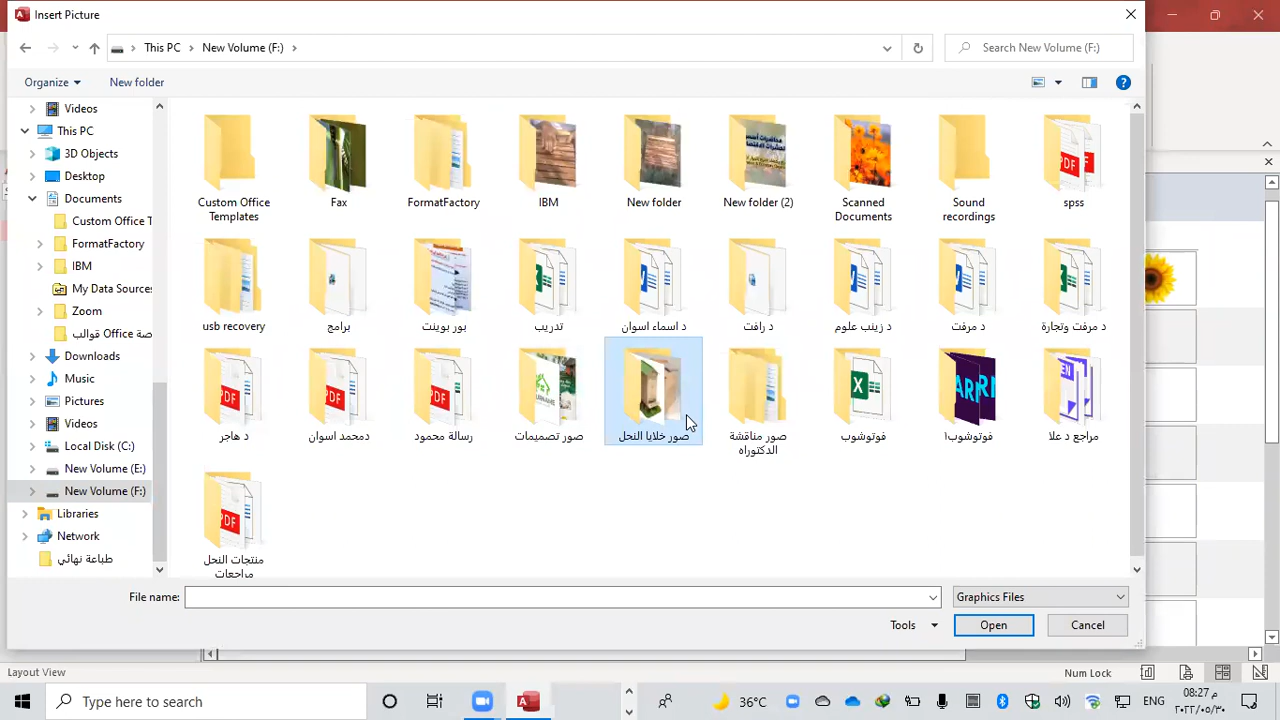 Insert Picture
This PC
New Volume (F:)
Search New Volume (F:)
Organize
New folder
Videos
This PC
3D Objects
Desktop
Documents
Custom Office T
FormatFactory
IBM
My Data Sources
Zoom
قوالب Office
Downloads
Music
Pictures
Videos
Local Disk (C:)
New Volume (E:)
New Volume (F:)
Libraries
Network
طباعة نهائي
Custom Office Templates
Fax
FormatFactory
IBM
New folder
New folder (2)
Scanned Documents
Sound recordings
spss
usb recovery
برامج
بور بوينت
تدريب
د اسماء اسوان
د رافت
د زينب علوم
د مرفت
د مرفت وتجارة
د هاجر
دمحمد اسوان
رسالة محمود
صور تصميمات
صور خلايا النحل
صور مناقشة الدكتوراه
فوتوشوب
فوتوشوب١
مراجع د علا
منتجات النحل مراجعات
PDF
File name:
Graphics Files
Tools
Open
Cancel
Layout View
Num Lock
Type here to search
36°C
ENG
08:27 م
٢٠٢٢/٠٥/٣٠